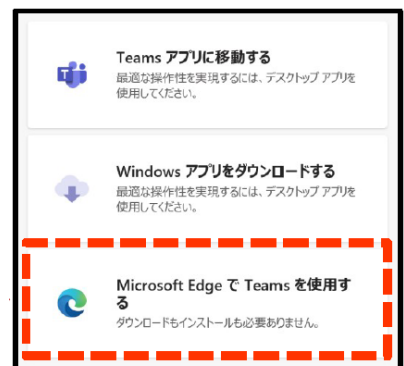 Teams アプリに移動する
最適な操作性を実現するには、デスクトップ アプリを
使用してください。
Windows アプリをダウンロードする
最適な操作性を実現するには、デスクトップ アプリを
使用してください。
Microsoft Edge で Teams を使用す
る
ダウンロードもインストールも必要ありません。